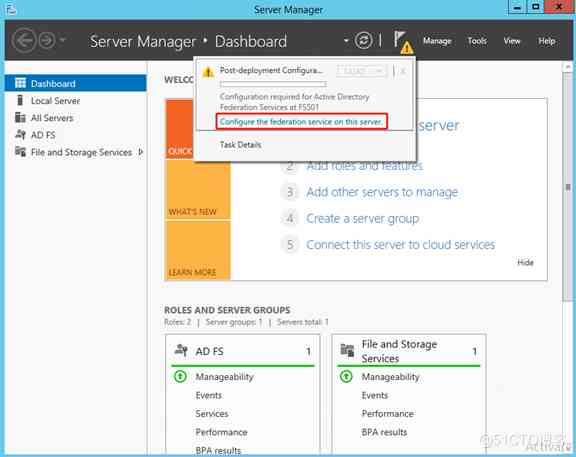 Server Manager
Server Manager ▸ Dashboard
Manage Tools View Help
Dashboard
Local Server
All Servers
AD FS
File and Storage Services
Post-deployment Configura...
TASKS
X
Configuration required for Active Directory
Federation Services at FSS01
Configure the federation service on this server.
Task Details
WELC
QUICK
server
2 Add roles and features
WHAT'S NEW
3 Add other servers to manage
4 Create a server group
5 Connect this server to cloud services
LEARN MORE
Hide
ROLES AND SERVER GROUPS
Roles: 2 | Server groups: 1 | Servers total: 1
AD FS 1
Manageability
Events
Services
Performance
BPA results
File and Storage
Services 1
Manageability
Events
Performance
BPA results
Activate
@51CTO博客